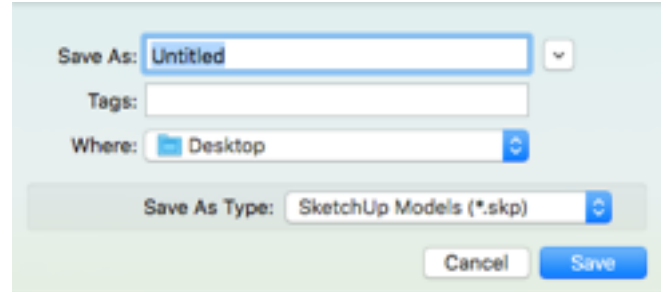 Save As: Untitled
Tags:
Where: Desktop
Save As Type: SketchUp Models (*.skp)
Cancel Save